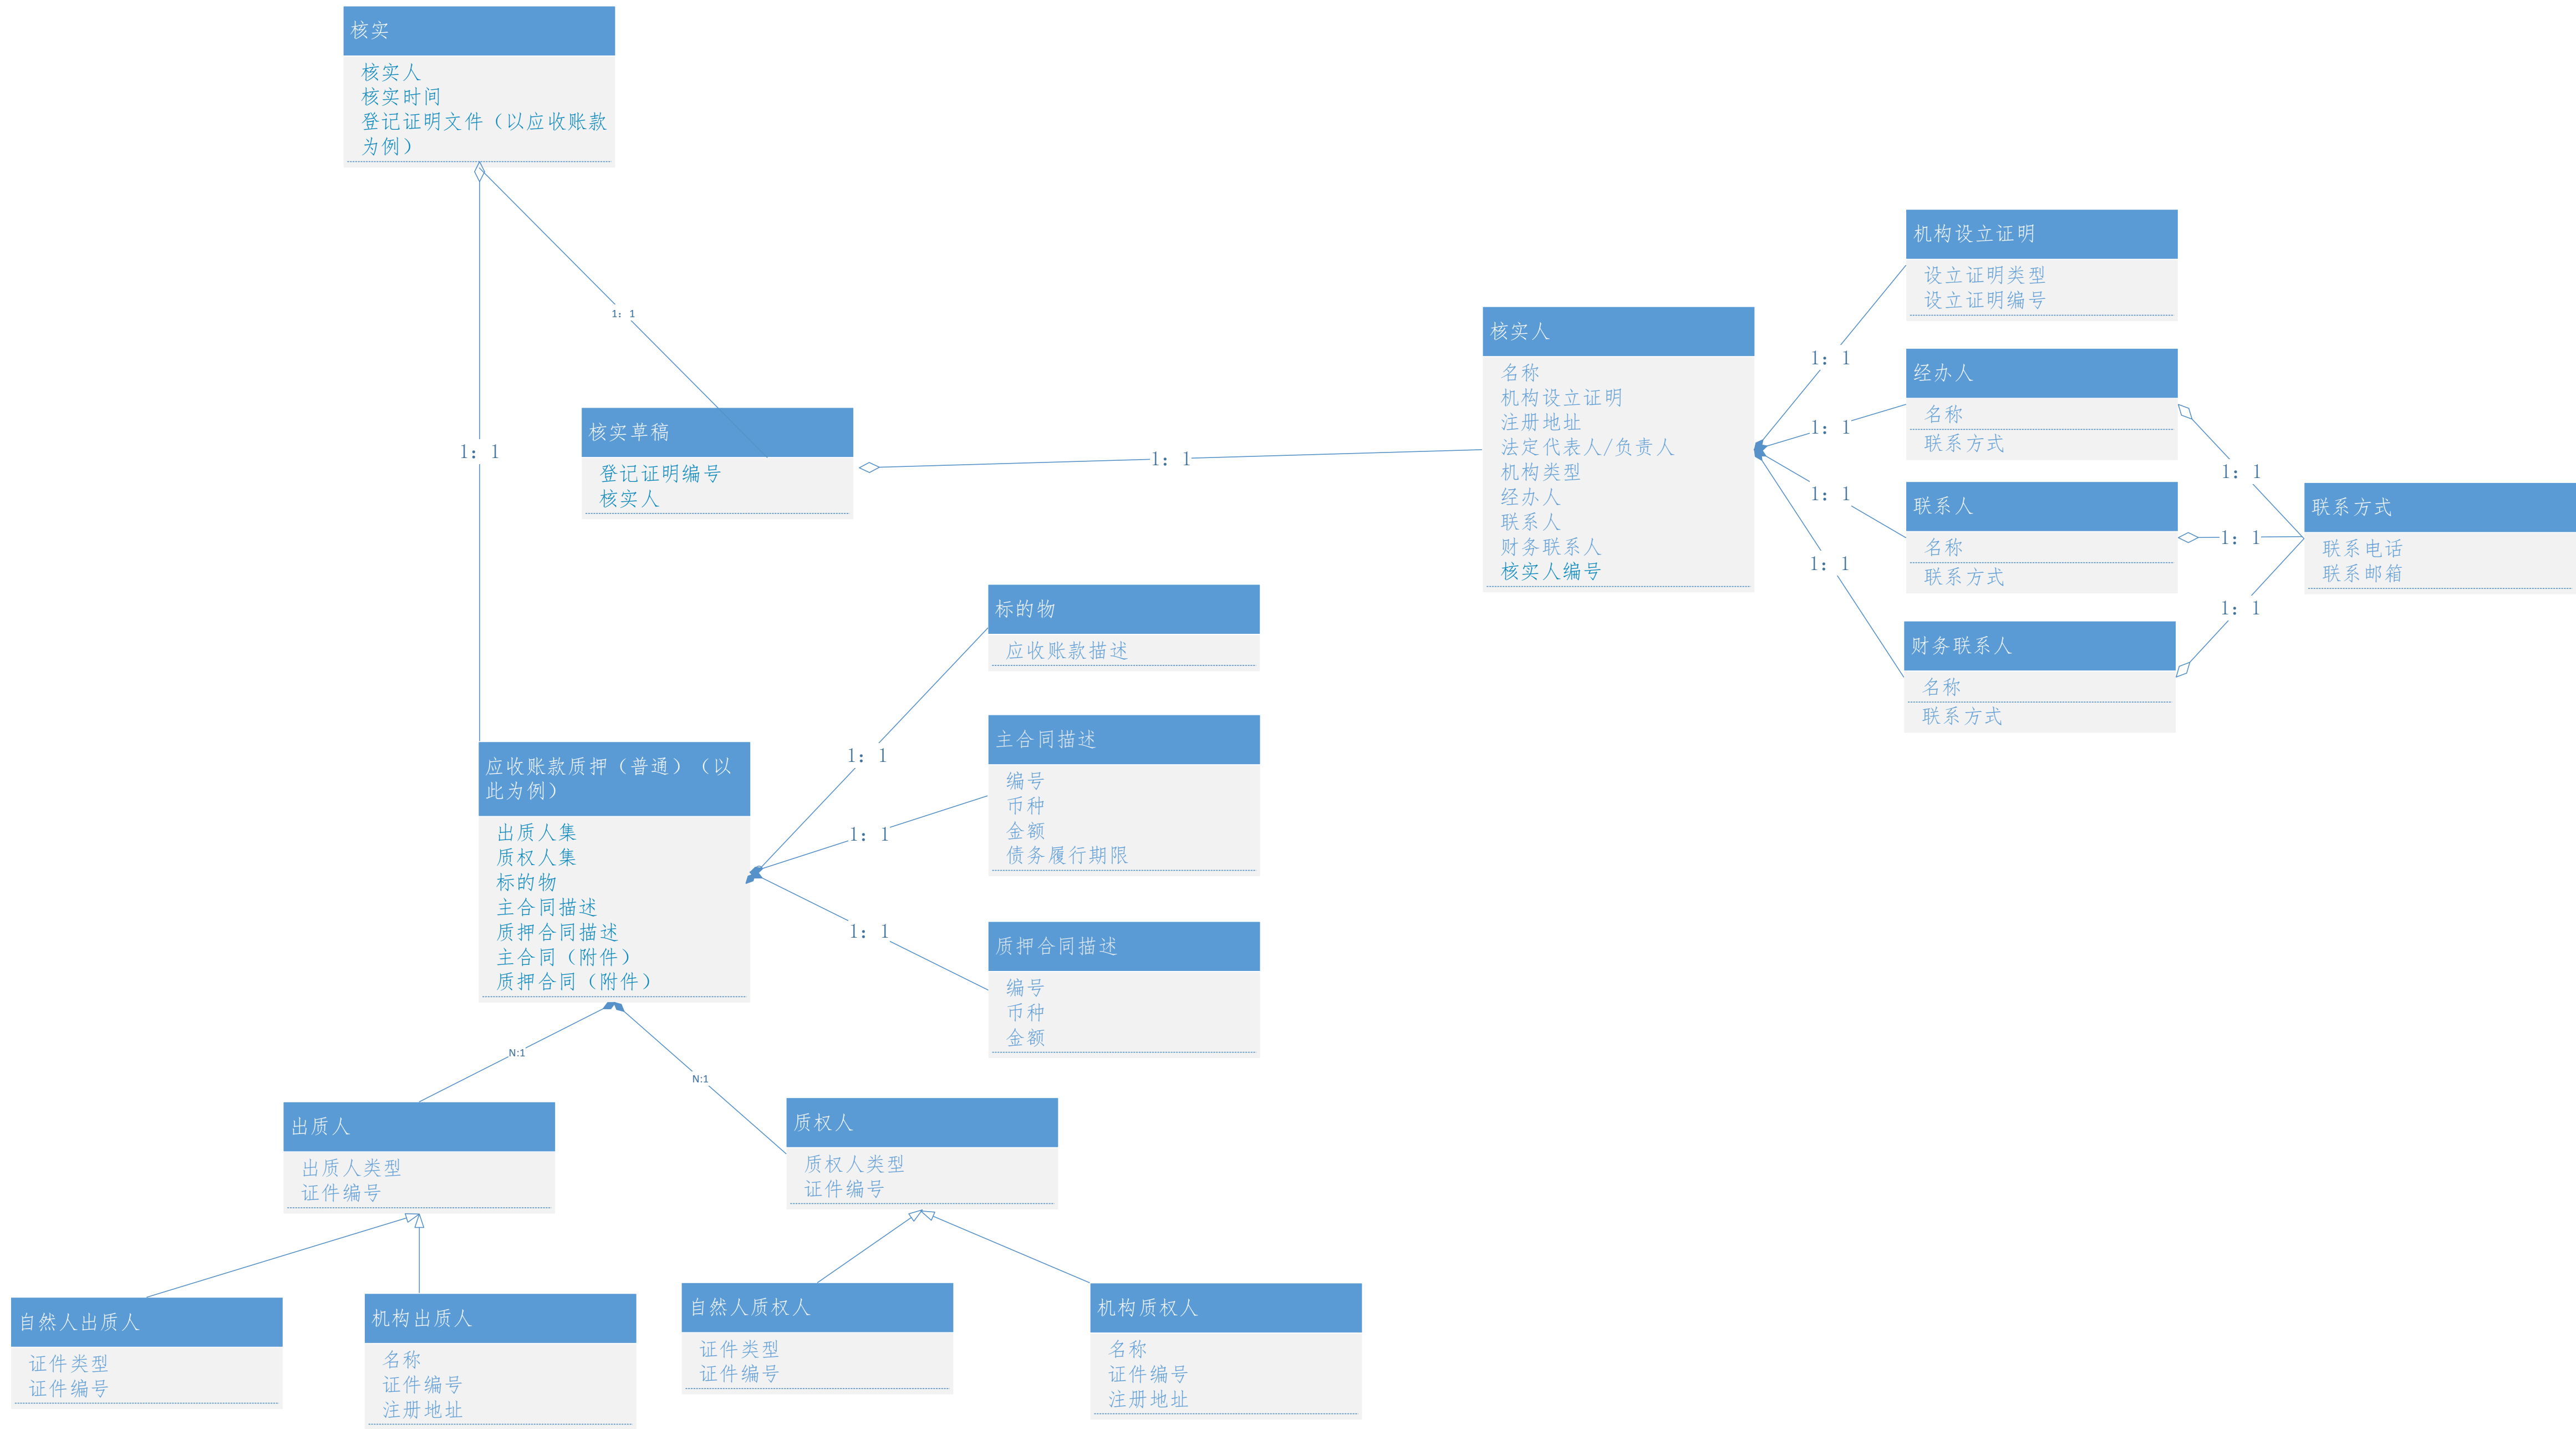 核实
核实人
核实时间
登记证明文件（以应收账款
为例）
1: 1
1: 1
核实草稿
登记证明编号
核实人
1: 1
核实人
名称
机构设立证明
注册地址
法定代表人/负责人
机构类型
经办人
联系人
财务联系人
核实人编号
1: 1
1: 1
1: 1
1: 1
机构设立证明
设立证明类型
设立证明编号
经办人
名称
联系方式
联系人
名称
联系方式
财务联系人
名称
联系方式
1: 1
1: 1
1: 1
联系方式
联系电话
联系邮箱
应收账款质押（普通）（以
此为例）
出质人集
质权人集
标的物
主合同描述
质押合同描述
主合同（附件）
质押合同（附件）
1: 1
1: 1
1: 1
标的物
应收账款描述
主合同描述
编号
币种
金额
债务履行期限
质押合同描述
编号
币种
金额
N:1
N:1
出质人
出质人类型
证件编号
质权人
质权人类型
证件编号
自然人出质人
证件类型
证件编号
机构出质人
名称
证件编号
注册地址
自然人质权人
证件类型
证件编号
机构质权人
名称
证件编号
注册地址